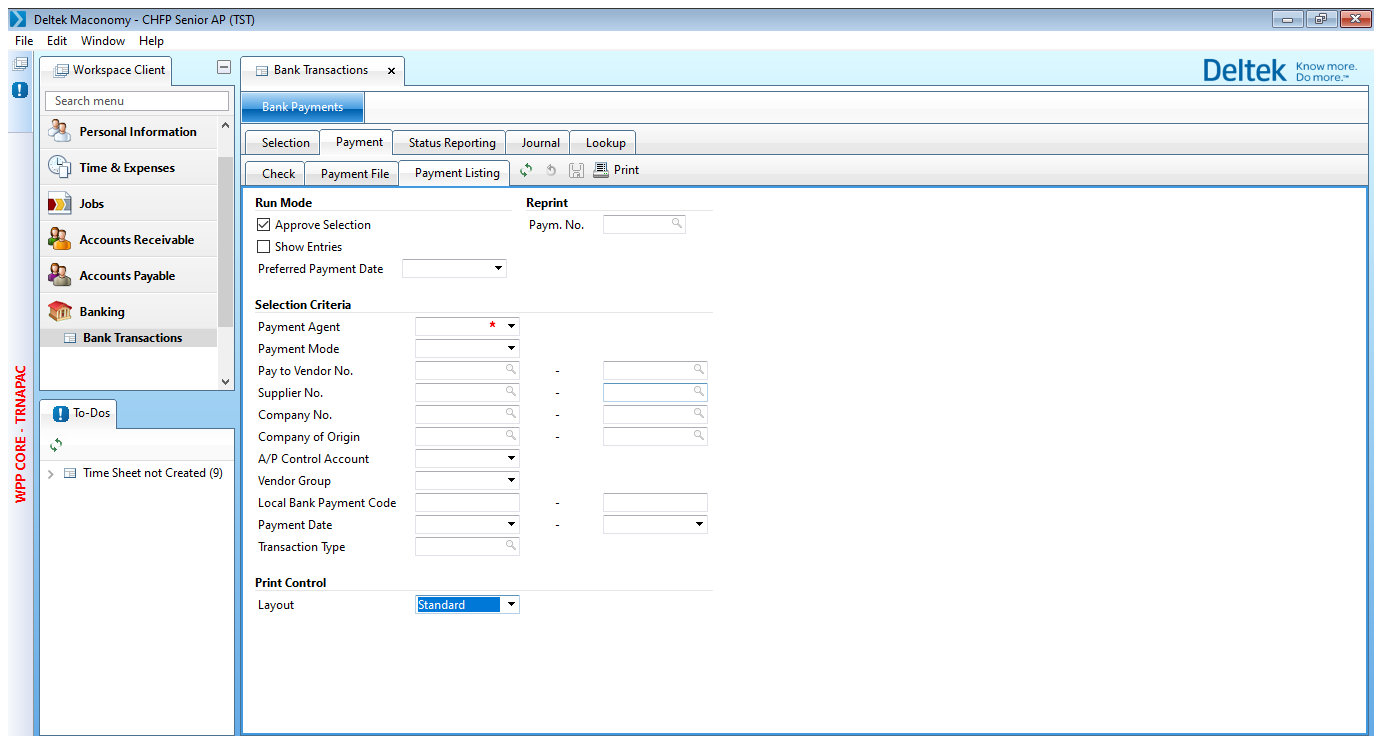 Deltek Maconomy - CHFP Senior AP (TST)
File Edit Window Help
Workspace Client
Search menu
Personal Information
Time & Expenses
Jobs
Accounts Receivable
Accounts Payable
Banking
Bank Transactions
WPP CORE - TRNAPAC
To-Dos
Time Sheet not Created (9)
Bank Transactions x
Deltek Know more.
Do more.™
Bank Payments
Selection Payment Status Reporting Journal Lookup
Check Payment File Payment Listing Print
Run Mode Reprint
Approve Selection Paym. No.
Show Entries
Preferred Payment Date
Selection Criteria
Payment Agent *
Payment Mode
Pay to Vendor No. -
Supplier No. -
Company No. -
Company of Origin -
A/P Control Account
Vendor Group
Local Bank Payment Code -
Payment Date -
Transaction Type
Print Control
Layout Standard